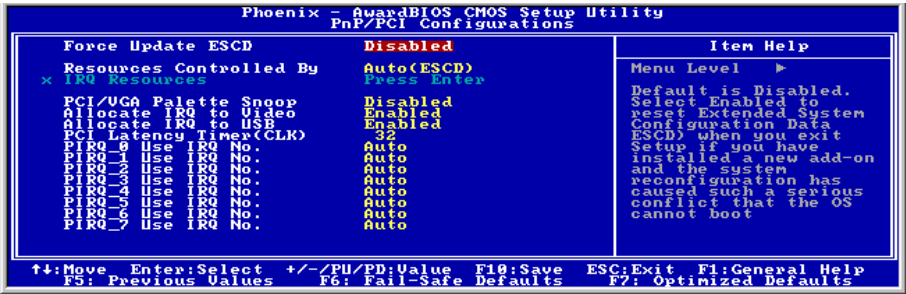 Phoenix - AwardBIOS CMOS Setup Utility
PnP/PCI Configurations
Force Update ESCD Disabled
Resources Controlled By Auto(ESCD)
x IRQ Resources Press Enter
PCI/VGA Palette Snoop Disabled
Allocate IRQ to Video Enabled
Allocate IRQ to USB Enabled
PCI Latency Timer(CLK) 32
PIRQ_0 Use IRQ No. Auto
PIRQ_1 Use IRQ No. Auto
PIRQ_2 Use IRQ No. Auto
PIRQ_3 Use IRQ No. Auto
PIRQ_4 Use IRQ No. Auto
PIRQ_5 Use IRQ No. Auto
PIRQ_6 Use IRQ No. Auto
PIRQ_7 Use IRQ No. Auto
Item Help
Menu Level ▶
Default is Disabled.
Select Enabled to
reset Extended System
Configuration Data
ESCD) when you exit
Setup if you have
installed a new add-on
and the system
reconfiguration has
caused such a serious
conflict that the OS
cannot boot
↑↓:Move Enter:Select +/-/PU/PD:Value F10:Save ESC:Exit F1:General Help
F5: Previous Values F6: Fail-Safe Defaults F7: Optimized Defaults